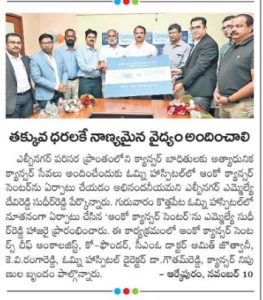 తక్కువ ధరలకే నాణ్యమైన వైద్యం అందించాలి
ఎల్బీనగర్ పరిసర ప్రాంతంలోని క్యాన్సర్ బాధితులకు అత్యాధునిక
క్యాన్సర్ సేవలు అందించేందుకు ఓమ్ని హాస్పిటల్‌లో ఆంకో క్యాన్సర్
సెంటర్‌ను ఏర్పాటు చేయడం అభినందనీయమని ఎల్బీనగర్ ఎమ్మెల్యే
దేవిరెడ్డి సుధీర్‌రెడ్డి పేర్కొన్నారు. గురువారం కొత్తపేట ఓమ్ని హాస్పిటల్‌లో
నూతనంగా ఏర్పాటు చేసిన 'ఆంకో క్యాన్సర్ సెంటర్'ను ఎమ్మెల్యే సుధీ
ర్‌రెడ్డి హాజరై ప్రారంభించారు. ఈ కార్యక్రమంలో ఆంకో క్యాన్సర్ సెంట
ర్స్ చీఫ్ ఆంకాలజిస్ట్, కో-ఫౌండర్, సీఎంఓ డాక్టర్ అమిత్ జోత్వానీ,
కె.వి.రంగారెడ్డి, ఓమ్ని హాస్పిటల్ డైరెక్టర్ డా.గౌతమ్‌రెడ్డి, క్యాన్సర్ నిపు
ణుల బృందం పాల్గొన్నారు.
- ఆర్కేపురం, నవంబర్ 10